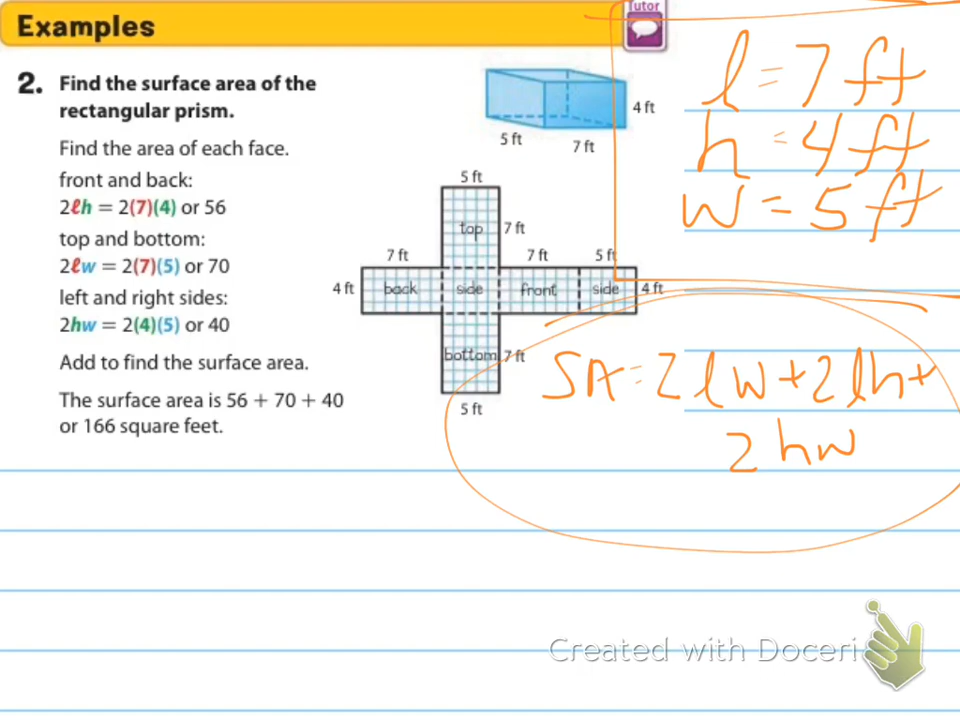 Examples
Tutor
2. Find the surface area of the
rectangular prism.
Find the area of each face.
front and back:
2ℓh = 2(7)(4) or 56
top and bottom:
2ℓw = 2(7)(5) or 70
left and right sides:
2hw = 2(4)(5) or 40
Add to find the surface area.
The surface area is 56 + 70 + 40
or 166 square feet.
4 ft
5 ft
7 ft
5 ft
top
7 ft
7 ft
7 ft
5 ft
4 ft
back
side
front
side
4 ft
bottom
7 ft
5 ft
l = 7 ft
h = 4 ft
w = 5 ft
SA = 2lw + 2lh +
2hw
Created with Doceri